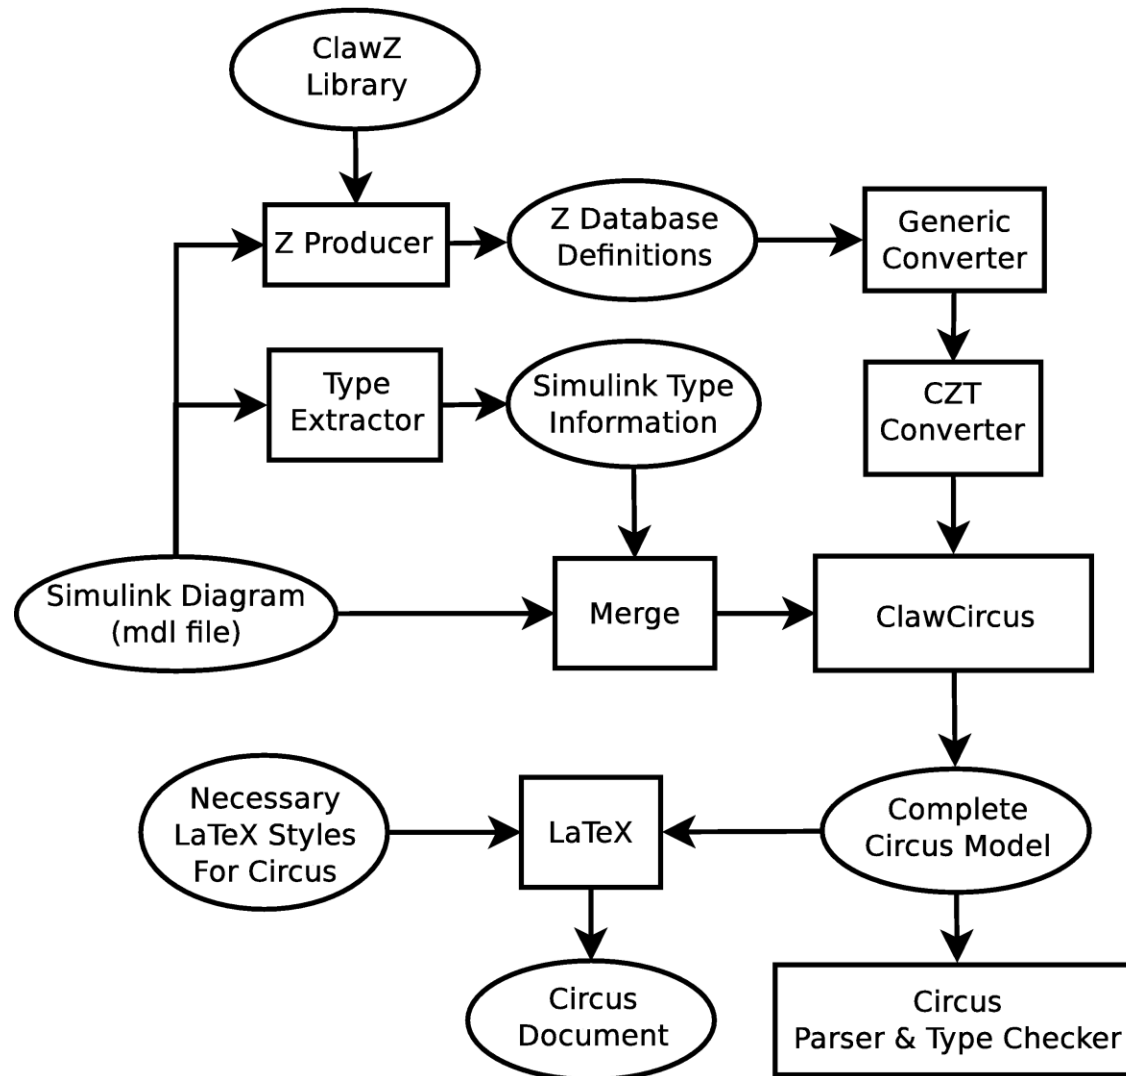 ClawZ
Library
Z Producer
Z Database
Definitions
Generic
Converter
Type
Extractor
Simulink Type
Information
CZT
Converter
Simulink Diagram
(mdl file)
Merge
ClawCircus
Necessary
LaTeX Styles
For Circus
LaTeX
Complete
Circus Model
Circus
Document
Circus
Parser & Type Checker